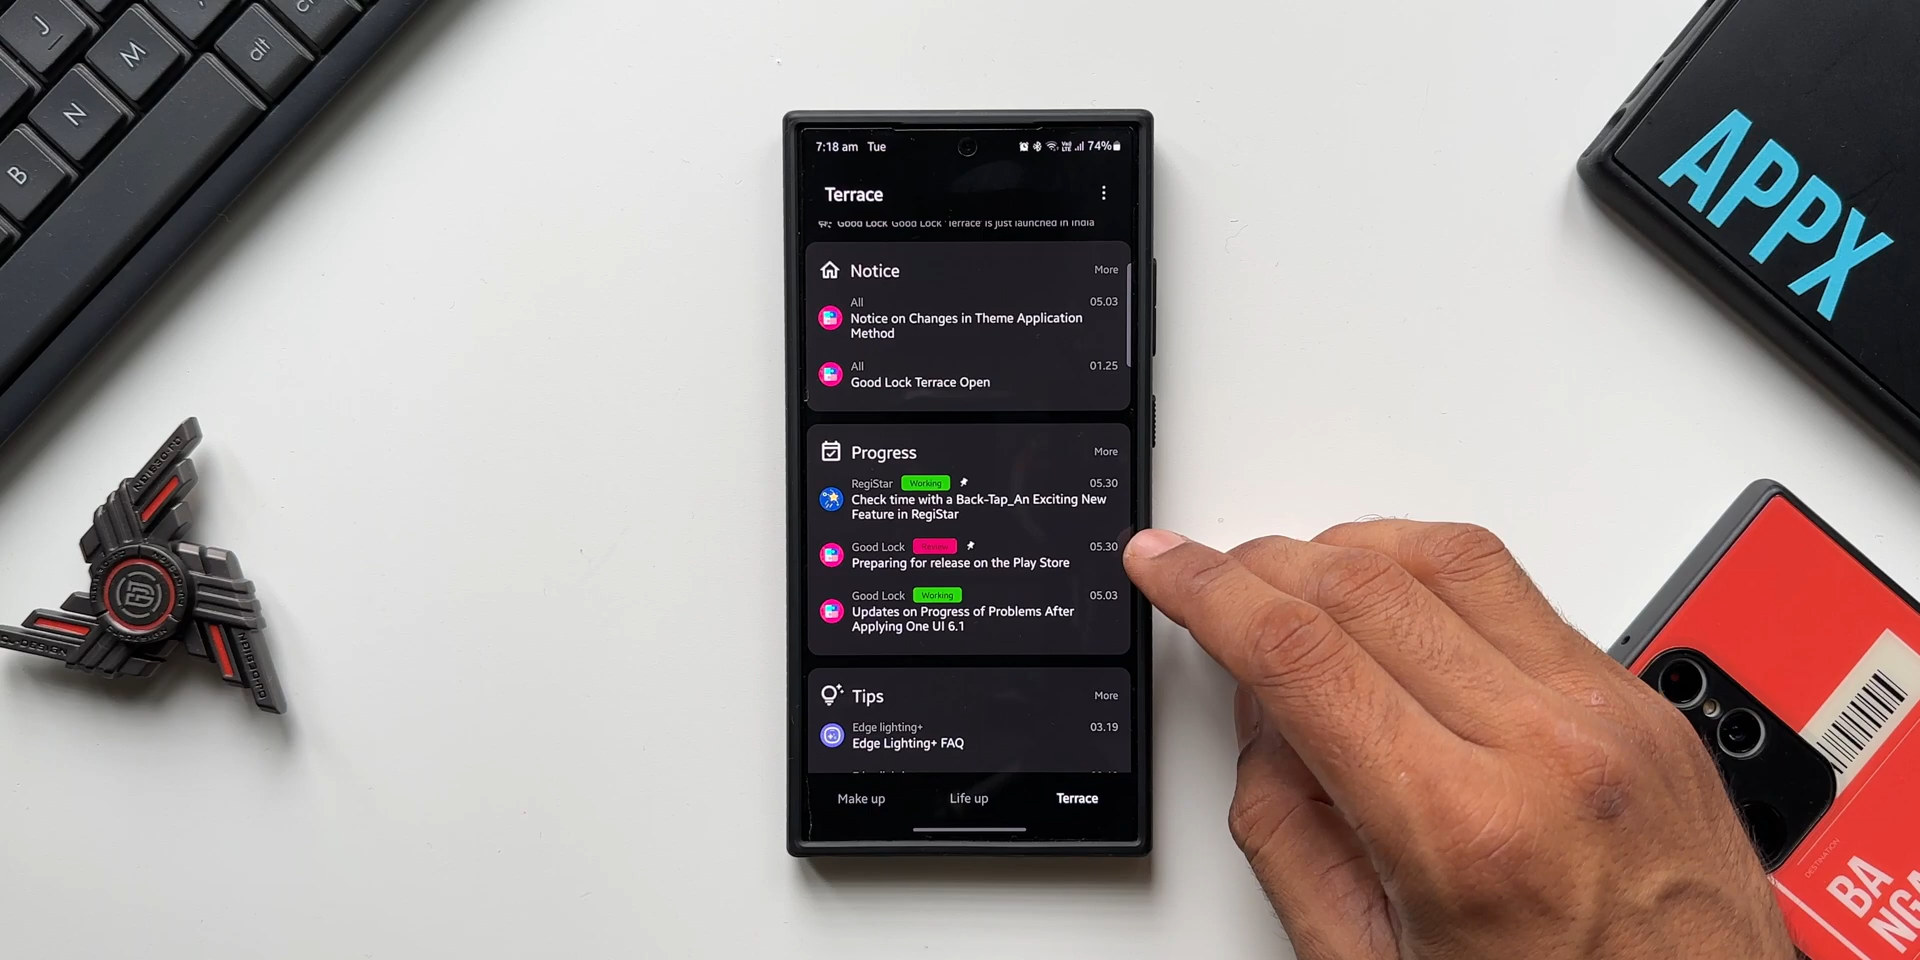 J
M
N
B
alt
7:18 am Tue
74%
Terrace
Good Lock Good Lock 'Terrace' is just launched in India
Notice
More
All
05.03
Notice on Changes in Theme Application
Method
All
01.25
Good Lock Terrace Open
Progress
More
RegiStar Working
05.30
Check time with a Back-Tap_An Exciting New
Feature in RegiStar
Good Lock Review
05.30
Preparing for release on the Play Store
Good Lock Working
05.03
Updates on Progress of Problems After
Applying One UI 6.1
Tips
More
Edge lighting+
03.19
Edge Lighting+ FAQ
Make up
Life up
Terrace
APPX
DESTINATION
BA
NGA